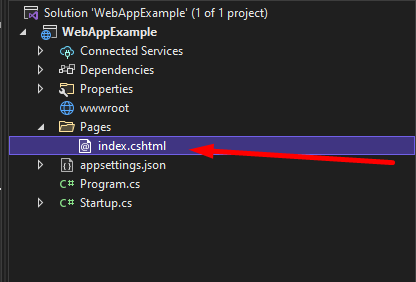 Solution 'WebAppExample' (1 of 1 project)
WebAppExample
Connected Services
Dependencies
Properties
wwwroot
Pages
index.cshtml
appsettings.json
C# Program.cs
C# Startup.cs